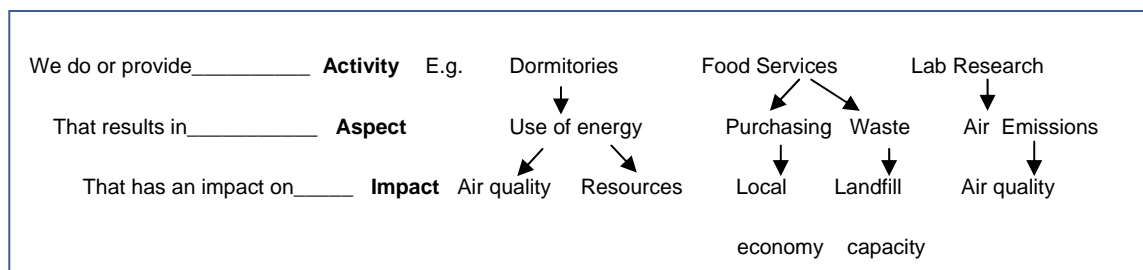 We do or provide__________ Activity E.g. Dormitories Food Services Lab Research
That results in___________ Aspect Use of energy Purchasing Waste Air Emissions
That has an impact on_____ Impact Air quality Resources Local Landfill Air quality
economy capacity